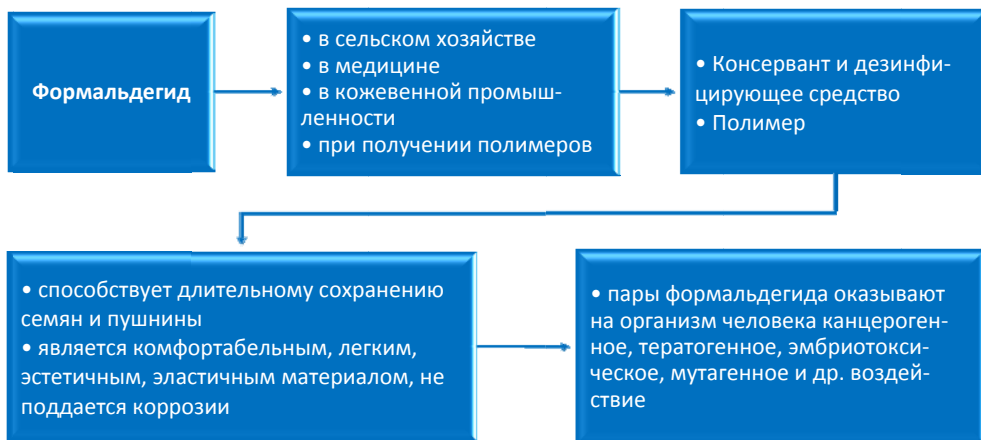 Формальдегид
• в сельском хозяйстве
• в медицине
• в кожевенной промыш-
ленности
• при получении полимеров
• Консервант и дезинфи-
цирующее средство
• Полимер
• способствует длительному сохранению
семян и пушнины
• является комфортабельным, легким,
эстетичным, эластичным материалом, не
поддается коррозии
• пары формальдегида оказывают
на организм человека канцероген-
ное, тератогенное, эмбриотокси-
ческое, мутагенное и др. воздей-
ствие